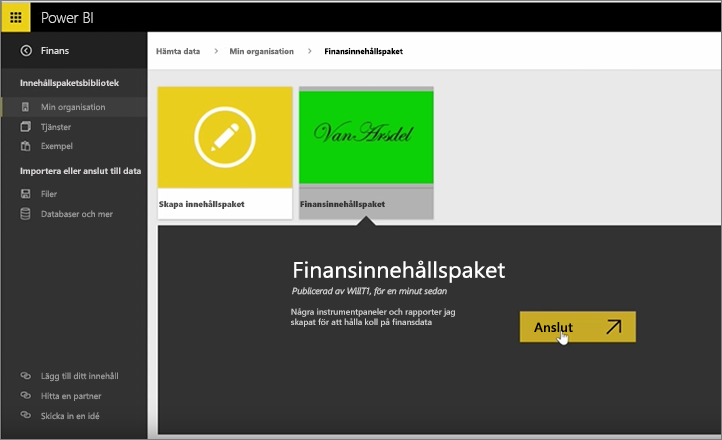 Power BI
Finans
Innehållspaketsbibliotek
Min organisation
Tjänster
Exempel
Importera eller anslut till data
Filer
Databaser och mer
Lägg till ditt innehåll
Hitta en partner
Skicka in en idé
Hämta data > Min organisation > Finansinnehållspaket
VanArsdel
Skapa innehållspaket
Finansinnehållspaket
Finansinnehållspaket
Publicerad av WillT1, för en minut sedan
Några instrumentpaneler och rapporter jag
skapat för att hålla koll på finansdata
Anslut